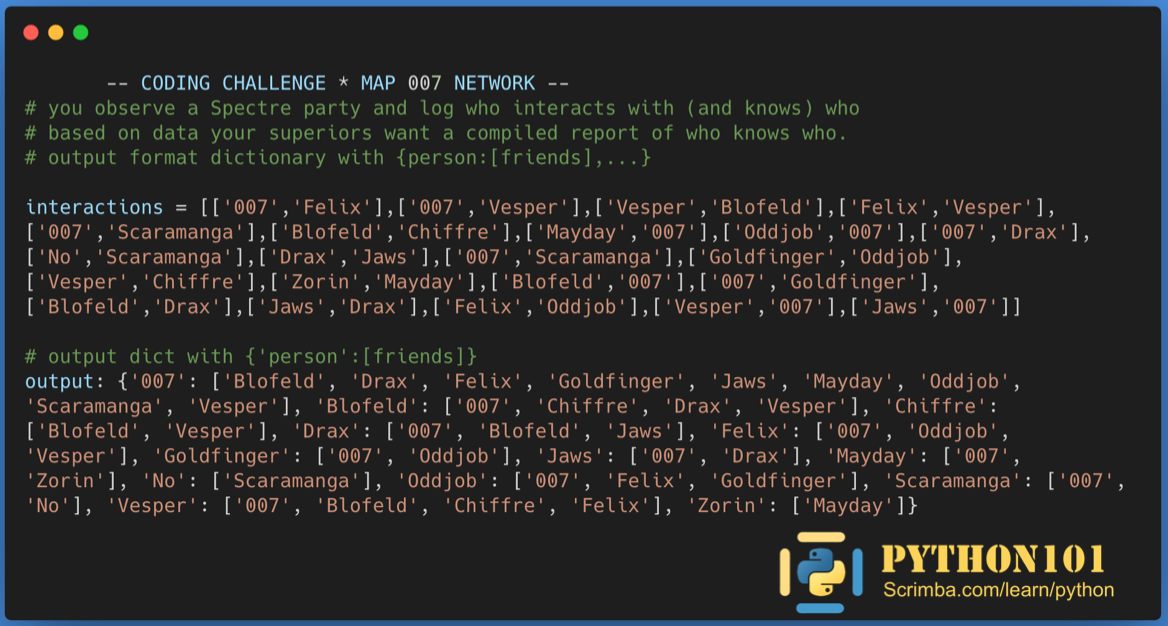 -- CODING CHALLENGE * MAP 007 NETWORK --
# you observe a Spectre party and log who interacts with (and knows) who
# based on data your superiors want a compiled report of who knows who.
# output format dictionary with {person:[friends],...}
interactions = [['007','Felix'],['007','Vesper'],['Vesper','Blofeld'],['Felix','Vesper'],
['007','Scaramanga'],['Blofeld','Chiffre'],['Mayday','007'],['Oddjob','007'],['007','Drax'],
['No','Scaramanga'],['Drax','Jaws'],['007','Scaramanga'],['Goldfinger','Oddjob'],
['Vesper','Chiffre'],['Zorin','Mayday'],['Blofeld','007'],['007','Goldfinger'],
['Blofeld','Drax'],['Jaws','Drax'],['Felix','Oddjob'],['Vesper','007'],['Jaws','007']]
# output dict with {'person':[friends]}
output: {'007': ['Blofeld', 'Drax', 'Felix', 'Goldfinger', 'Jaws', 'Mayday', 'Oddjob',
'Scaramanga', 'Vesper'], 'Blofeld': ['007', 'Chiffre', 'Drax', 'Vesper'], 'Chiffre':
['Blofeld', 'Vesper'], 'Drax': ['007', 'Blofeld', 'Jaws'], 'Felix': ['007', 'Oddjob',
'Vesper'], 'Goldfinger': ['007', 'Oddjob'], 'Jaws': ['007', 'Drax'], 'Mayday': ['007',
'Zorin'], 'No': ['Scaramanga'], 'Oddjob': ['007', 'Felix', 'Goldfinger'], 'Scaramanga': ['007',
'No'], 'Vesper': ['007', 'Blofeld', 'Chiffre', 'Felix'], 'Zorin': ['Mayday']}
PYTHON101
Scrimba.com/learn/python